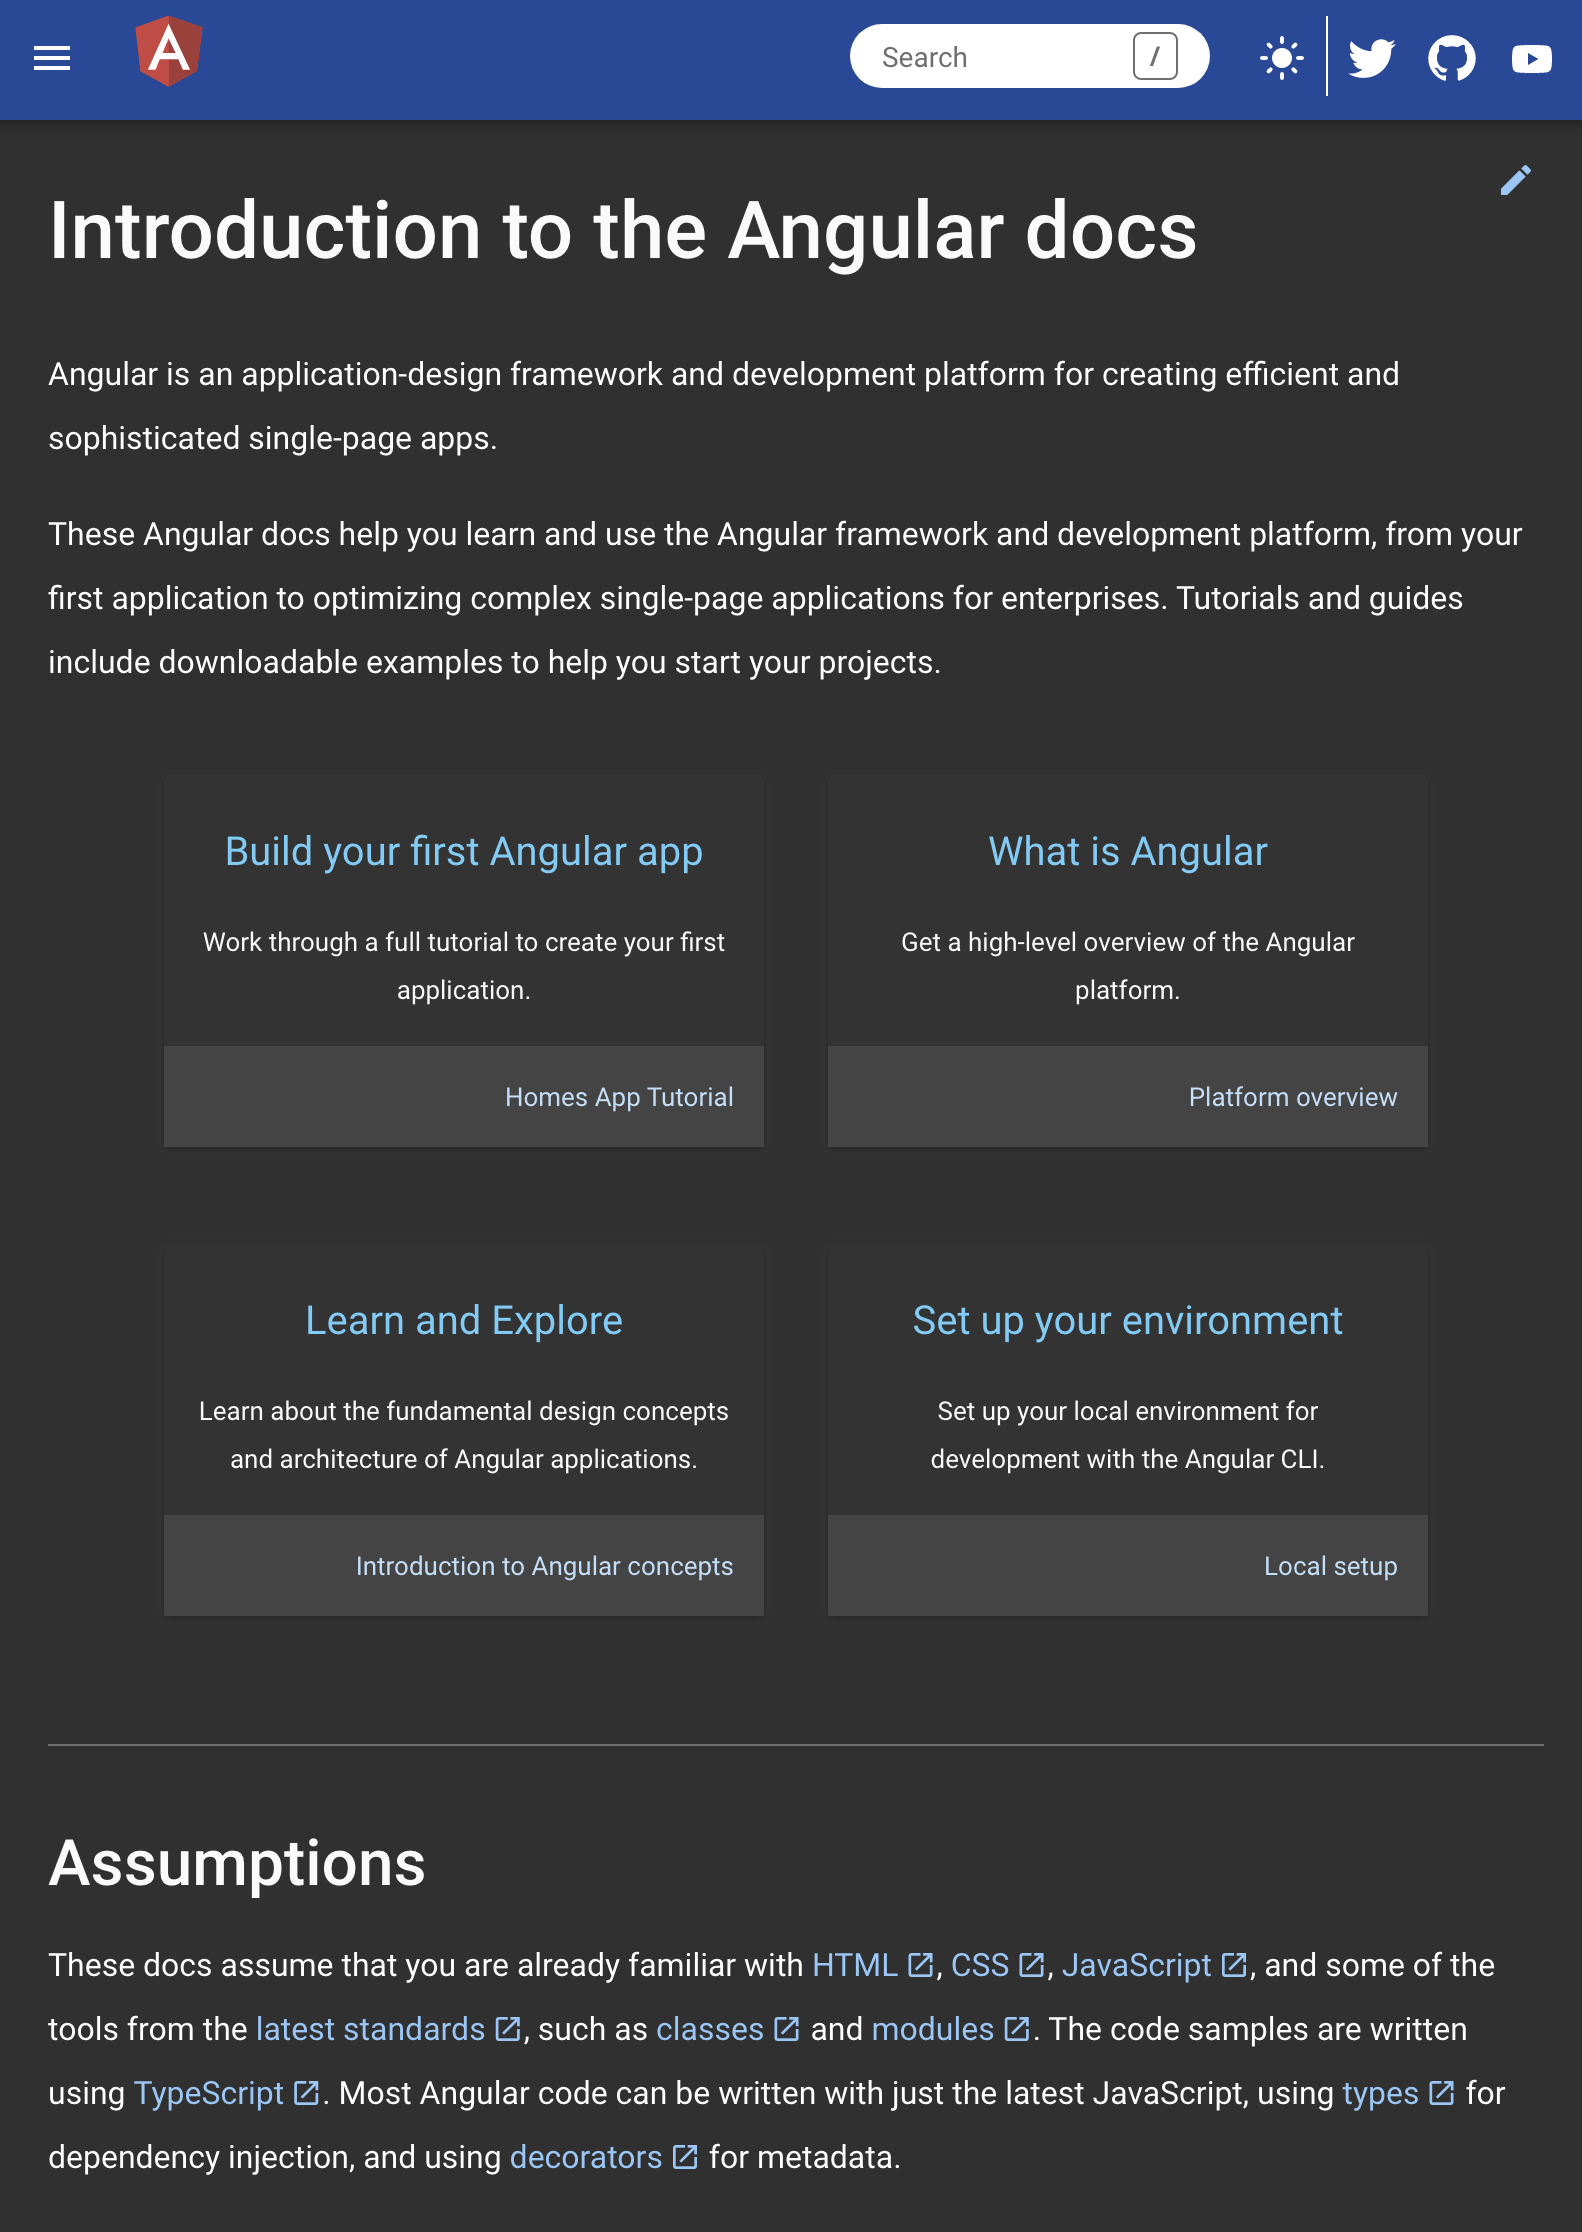 A
Search /
Introduction to the Angular docs
Angular is an application-design framework and development platform for creating efficient and
sophisticated single-page apps.
These Angular docs help you learn and use the Angular framework and development platform, from your
first application to optimizing complex single-page applications for enterprises. Tutorials and guides
include downloadable examples to help you start your projects.
Build your first Angular app
Work through a full tutorial to create your first
application.
Homes App Tutorial
What is Angular
Get a high-level overview of the Angular
platform.
Platform overview
Learn and Explore
Learn about the fundamental design concepts
and architecture of Angular applications.
Introduction to Angular concepts
Set up your environment
Set up your local environment for
development with the Angular CLI.
Local setup
Assumptions
These docs assume that you are already familiar with HTML, CSS, JavaScript, and some of the
tools from the latest standards, such as classes and modules. The code samples are written
using TypeScript. Most Angular code can be written with just the latest JavaScript, using types for
dependency injection, and using decorators for metadata.